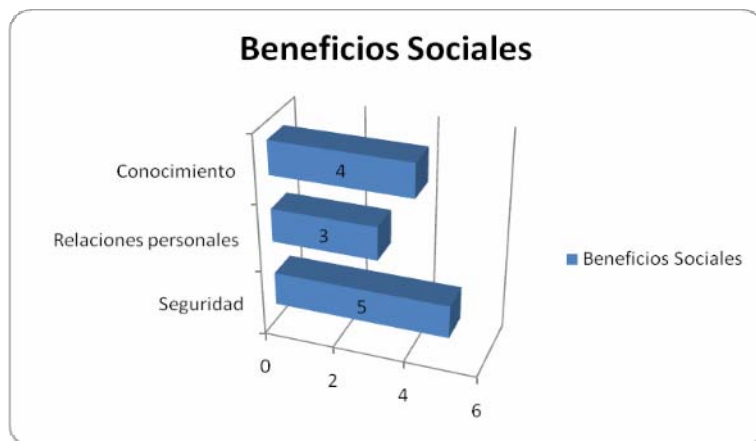 Beneficios Sociales
Conocimiento
4
Relaciones personales
3
Seguridad
5
Beneficios Sociales
0
2
4
6